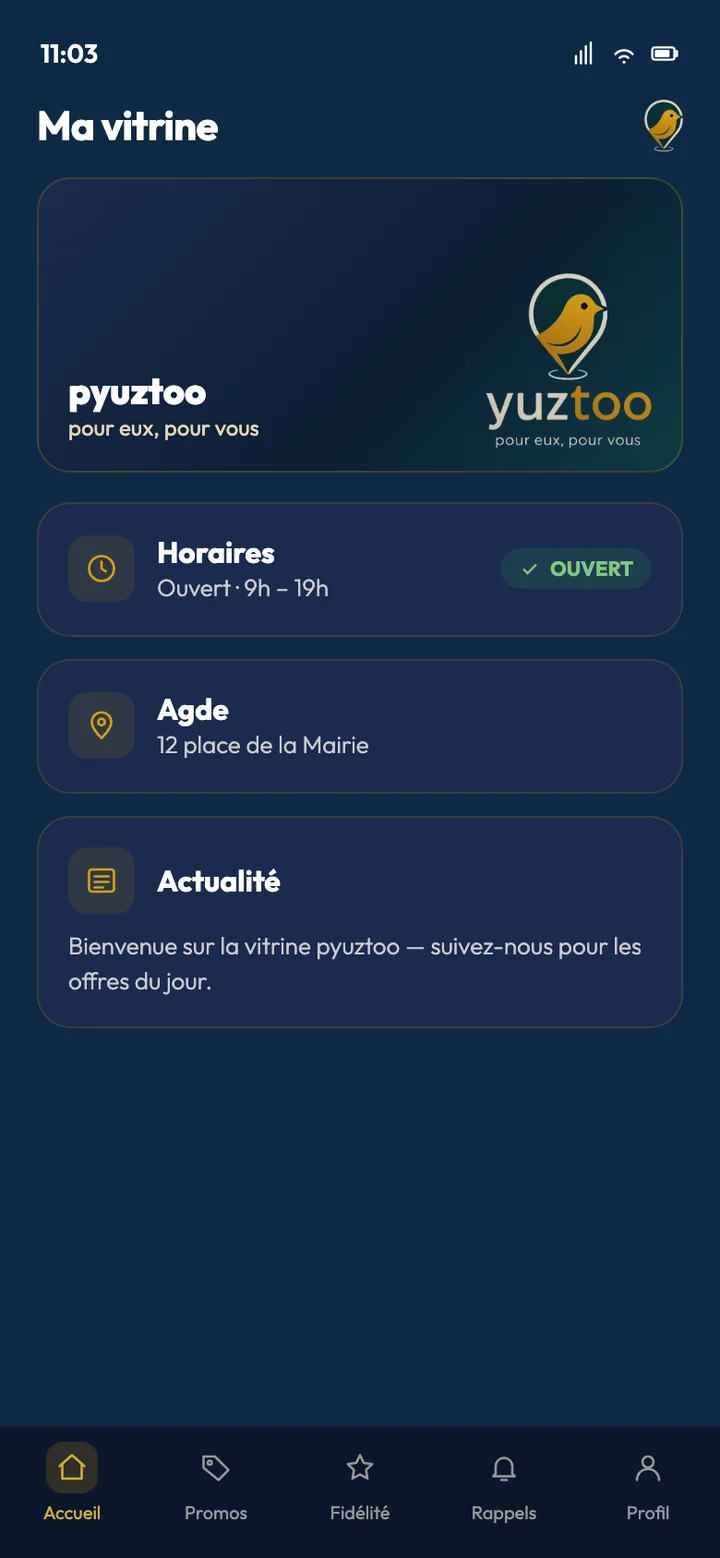 11:03
Ma vitrine
pyuztoo
pour eux, pour vous
yuztoo
pour eux, pour vous
Horaires
Ouvert · 9h – 19h
OUVERT
Agde
12 place de la Mairie
Actualité
Bienvenue sur la vitrine pyuztoo — suivez-nous pour les
offres du jour.
Accueil
Promos
Fidélité
Rappels
Profil